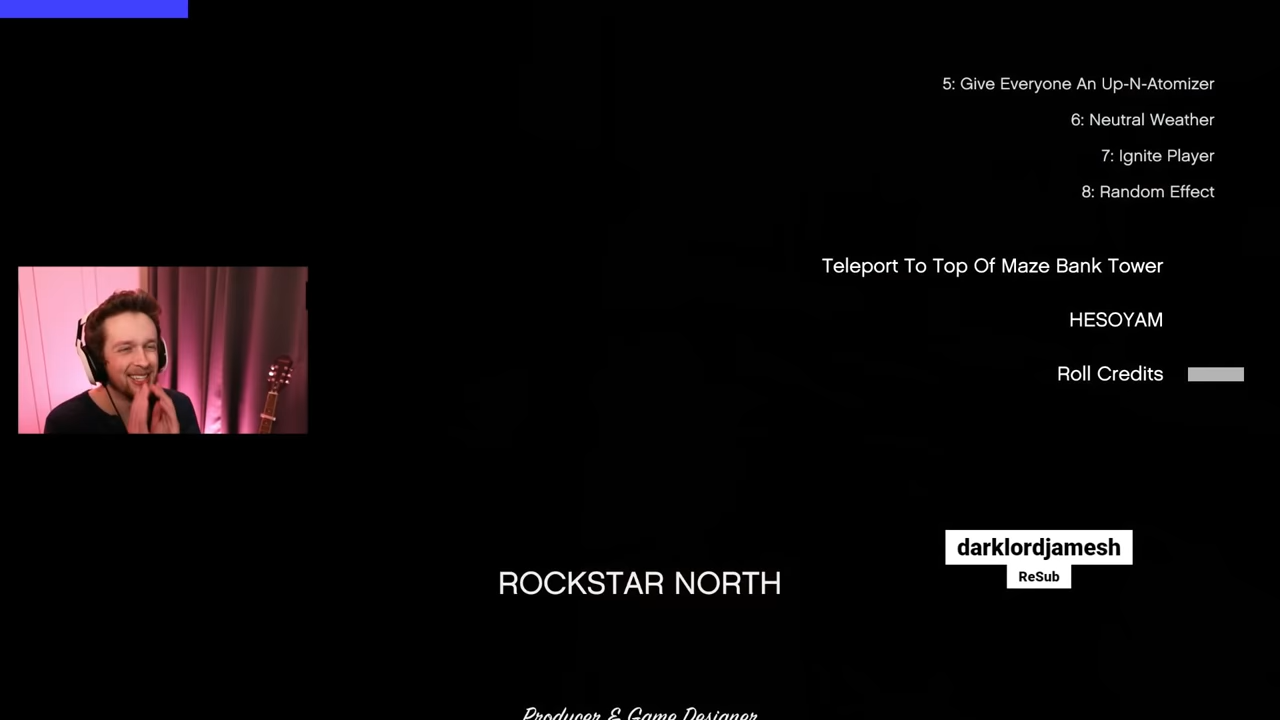 5: Give Everyone An Up-N-Atomizer
6: Neutral Weather
7: Ignite Player
8: Random Effect
Teleport To Top Of Maze Bank Tower
HESOYAM
Roll Credits
darklordjamesh
ReSub
ROCKSTAR NORTH
Producer & Game Designer